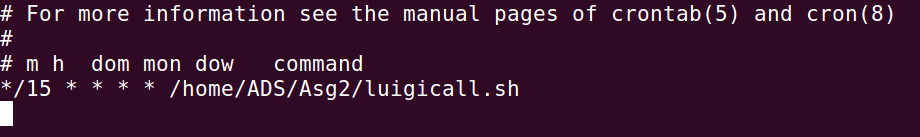 # For more information see the manual pages of crontab(5) and cron(8)
#
# m h  dom mon dow   command
*/15 * * * * /home/ADS/Asg2/luigicall.sh